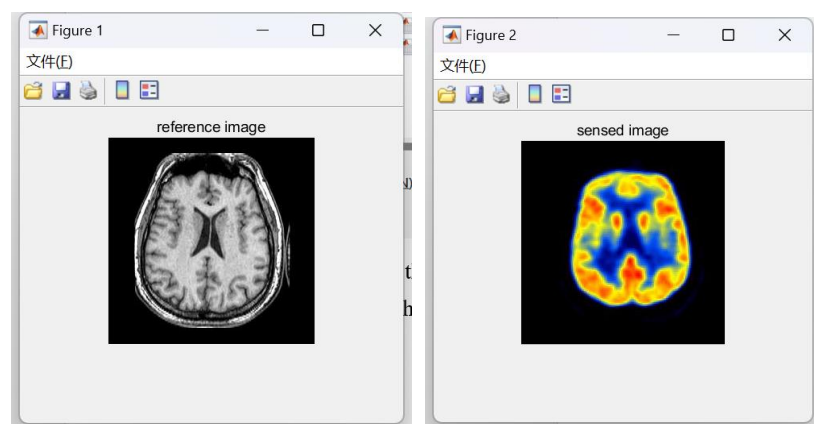 Figure 1
文件(F)
reference image
Figure 2
文件(F)
sensed image